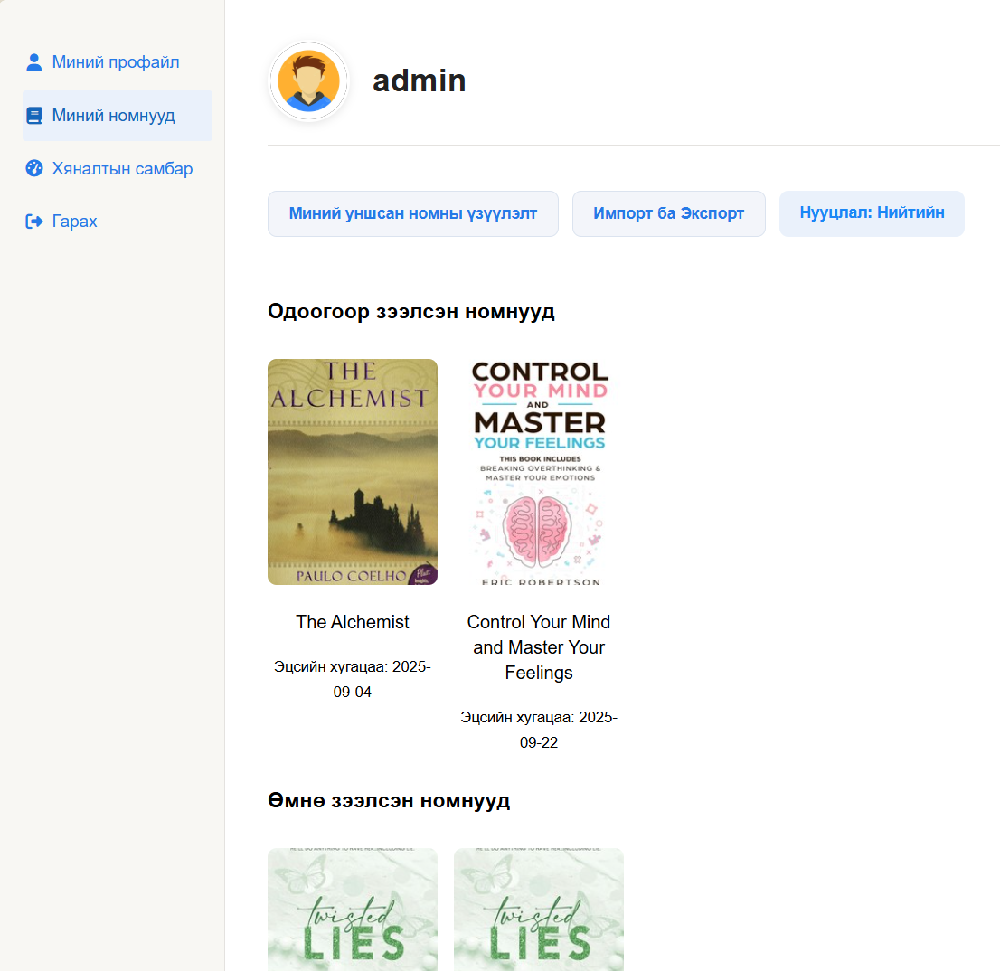 Миний профайл
Миний номнууд
Хяналтын самбар
Гарах
admin
Миний уншсан номны үзүүлэлт
Импорт ба Экспорт
Нууцлал: Нийтийн
Одоогоор зээлсэн номнууд
THE
ALCHEMIST
PAULO COELHO
Plus
CONTROL
YOUR MIND
AND
MASTER
YOUR FEELINGS
THIS BOOK INCLUDES
BREAKING OVERTHINKING &
MASTER YOUR EMOTIONS
ERIC ROBERTSON
The Alchemist
Эцсийн хугацаа: 2025-
09-04
Control Your Mind
and Master Your
Feelings
Эцсийн хугацаа: 2025-
09-22
Өмнө зээлсэн номнууд
twisted
LIES
twisted
LIES